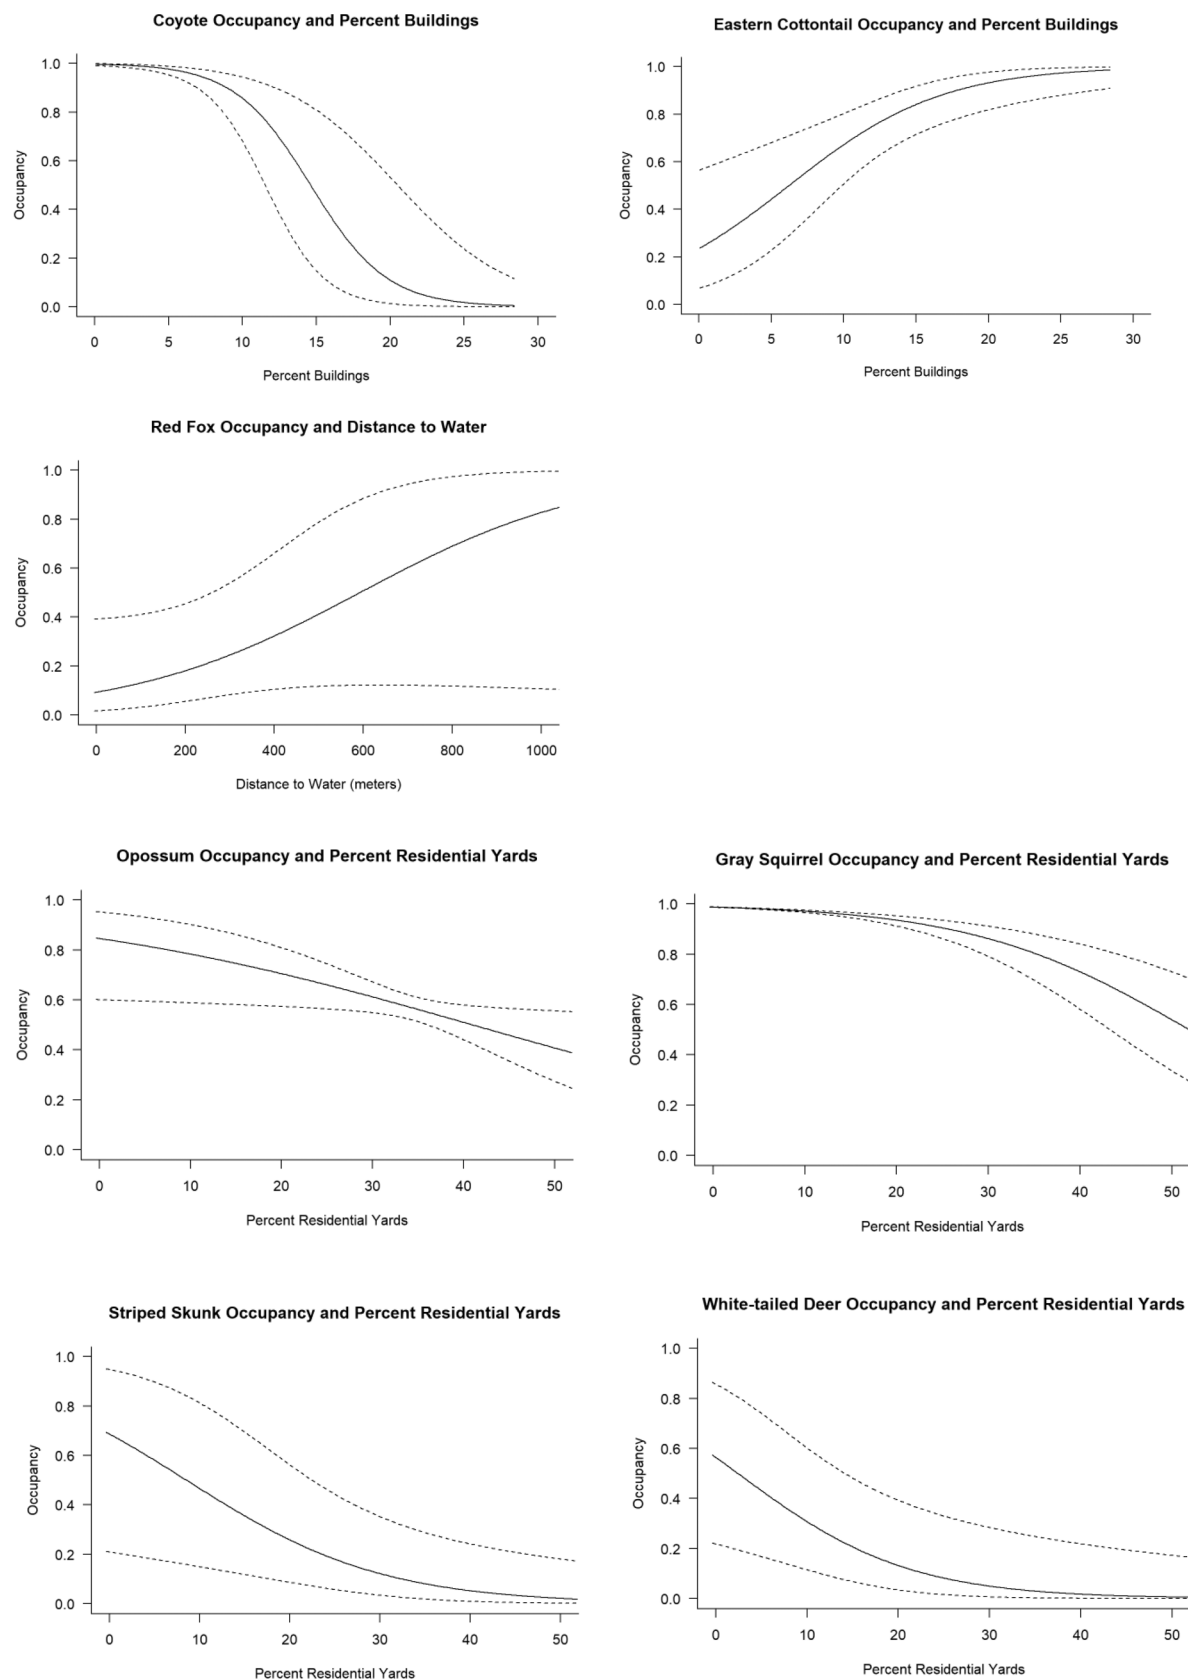 Coyote Occupancy and Percent Buildings
1.0
0.8
0.6
0.4
0.2
0.0
Occupancy
0 5 10 15 20 25 30
Percent Buildings
Eastern Cottontail Occupancy and Percent Buildings
1.0
0.8
0.6
0.4
0.2
0.0
Occupancy
0 5 10 15 20 25 30
Percent Buildings
Red Fox Occupancy and Distance to Water
1.0
0.8
0.6
0.4
0.2
0.0
Occupancy
0 200 400 600 800 1000
Distance to Water (meters)
Opossum Occupancy and Percent Residential Yards
1.0
0.8
0.6
0.4
0.2
0.0
Occupancy
0 10 20 30 40 50
Percent Residential Yards
Gray Squirrel Occupancy and Percent Residential Yards
1.0
0.8
0.6
0.4
0.2
0.0
Occupancy
0 10 20 30 40 50
Percent Residential Yards
Striped Skunk Occupancy and Percent Residential Yards
1.0
0.8
0.6
0.4
0.2
0.0
Occupancy
0 10 20 30 40 50
Percent Residential Yards
White-tailed Deer Occupancy and Percent Residential Yards
1.0
0.8
0.6
0.4
0.2
0.0
Occupancy
0 10 20 30 40 50
Percent Residential Yards